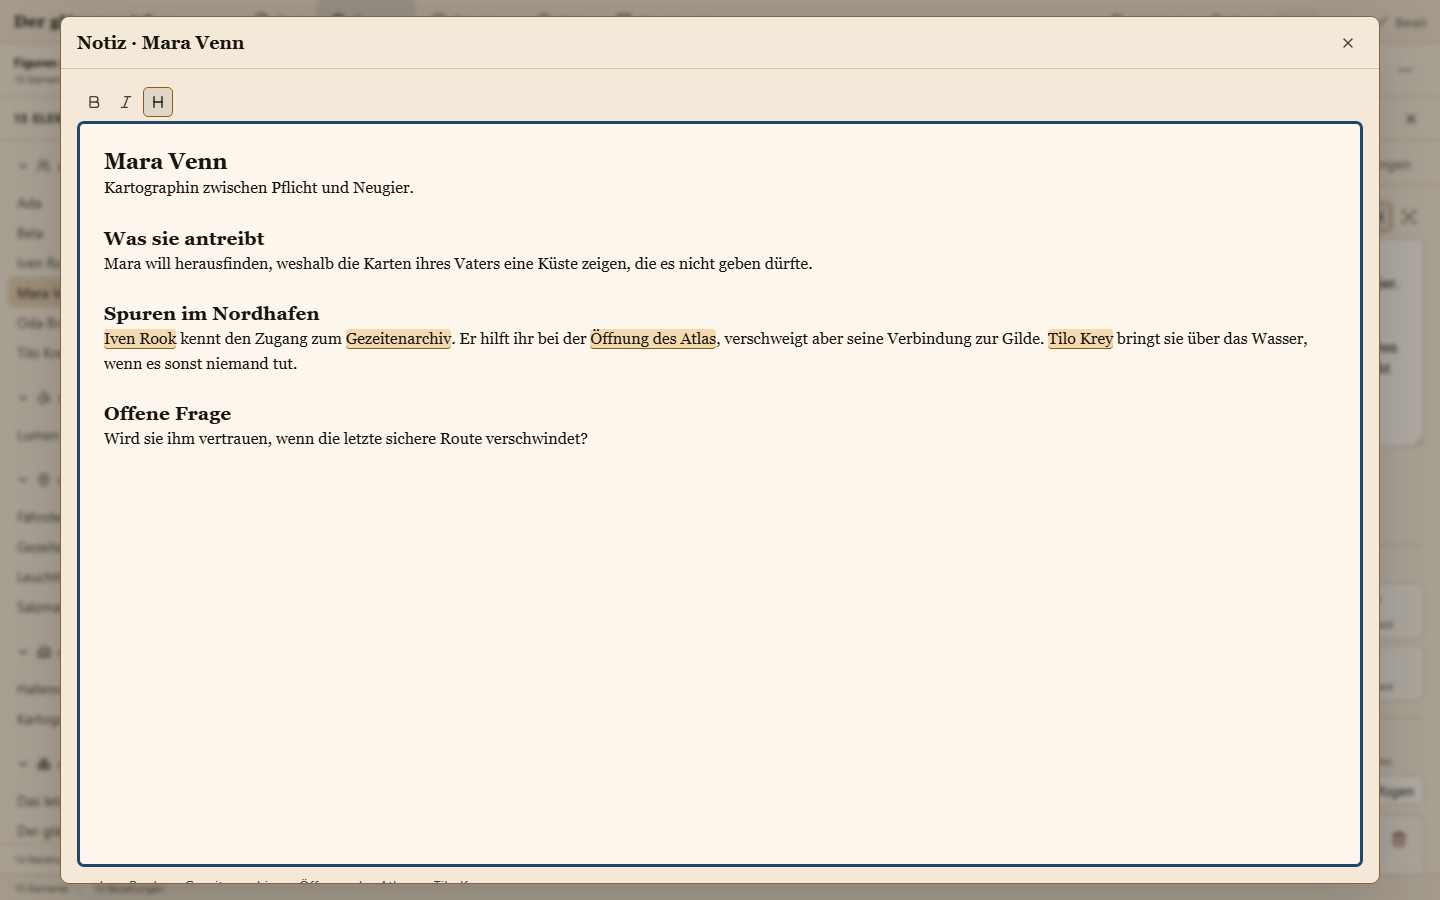 Notiz · Mara Venn
B I H
Mara Venn
Kartographin zwischen Pflicht und Neugier.
Was sie antreibt
Mara will herausfinden, weshalb die Karten ihres Vaters eine Küste zeigen, die es nicht geben dürfte.
Spuren im Nordhafen
Iven Rook kennt den Zugang zum Gezeitenarchiv. Er hilft ihr bei der Öffnung des Atlas, verschweigt aber seine Verbindung zur Gilde. Tilo Krey bringt sie über das Wasser,
wenn es sonst niemand tut.
Offene Frage
Wird sie ihm vertrauen, wenn die letzte sichere Route verschwindet?
Ada
Bela
Lumen